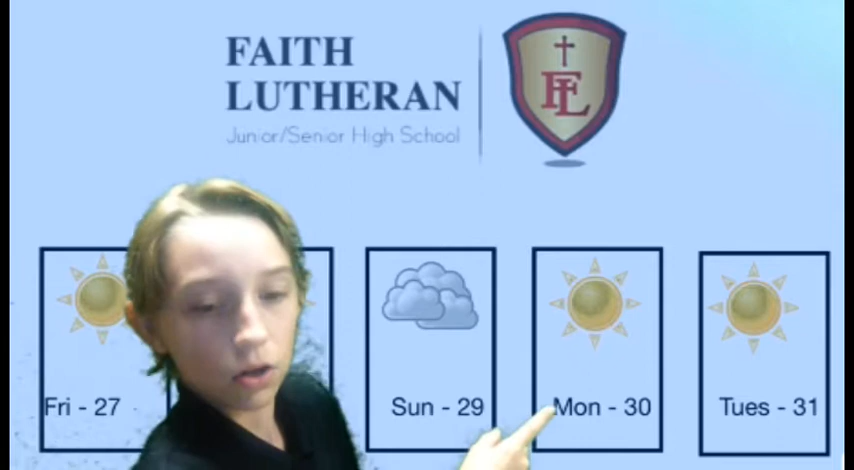 FAITH
LUTHERAN
Junior/Senior High School
FL
Fri - 27
Sun - 29
Mon - 30
Tues - 31